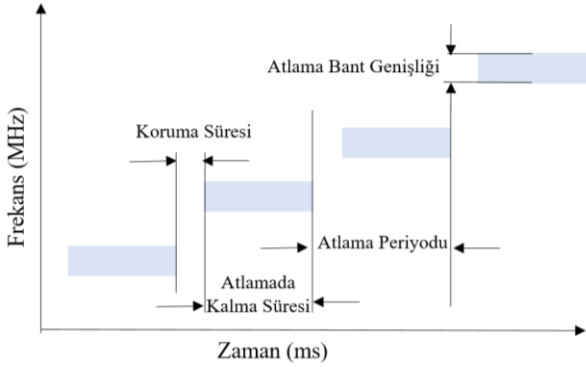 Atlama Bant Genişliği
Koruma Süresi
Atlama Periyodu
Atlamada
Kalma Süresi
Frekans (MHz)
Zaman (ms)